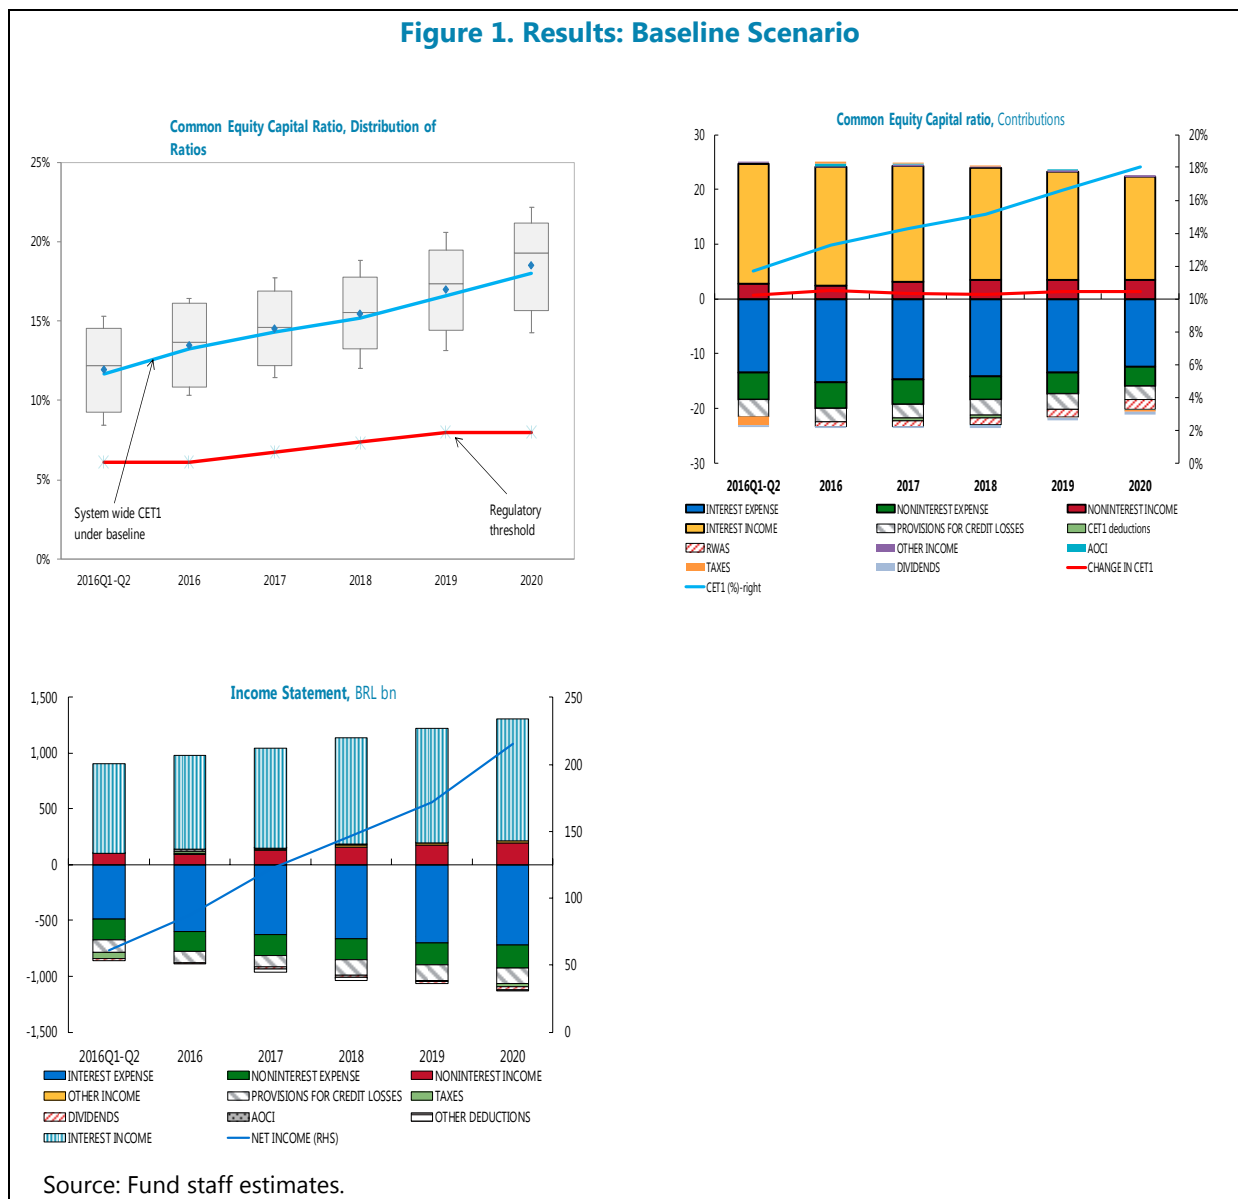 Figure 1. Results: Baseline Scenario
Common Equity Capital Ratio, Distribution of
Ratios
25%
20%
15%
10%
5%
0%
System wide CET1
under baseline
Regulatory
threshold
2016Q1-Q2 2016 2017 2018 2019 2020
Common Equity Capital ratio, Contributions
30 20%
18%
20 16%
14%
10 12%
0 10%
8%
-10 6%
4%
-20 2%
-30 0%
2016Q1-Q2 2016 2017 2018 2019 2020
INTEREST EXPENSE NONINTEREST EXPENSE NONINTEREST INCOME
INTEREST INCOME PROVISIONS FOR CREDIT LOSSES CET1 deductions
RWAS OTHER INCOME AOCI
TAXES DIVIDENDS CHANGE IN CET1
CET1 (%)-right
Income Statement, BRL bn
1,500 250
1,000 200
500 150
0
-500 100
-1,000 50
-1,500 0
2016Q1-Q2 2016 2017 2018 2019 2020
INTEREST EXPENSE NONINTEREST EXPENSE NONINTEREST INCOME
OTHER INCOME PROVISIONS FOR CREDIT LOSSES TAXES
DIVIDENDS AOCI OTHER DEDUCTIONS
INTEREST INCOME NET INCOME (RHS)
Source: Fund staff estimates.